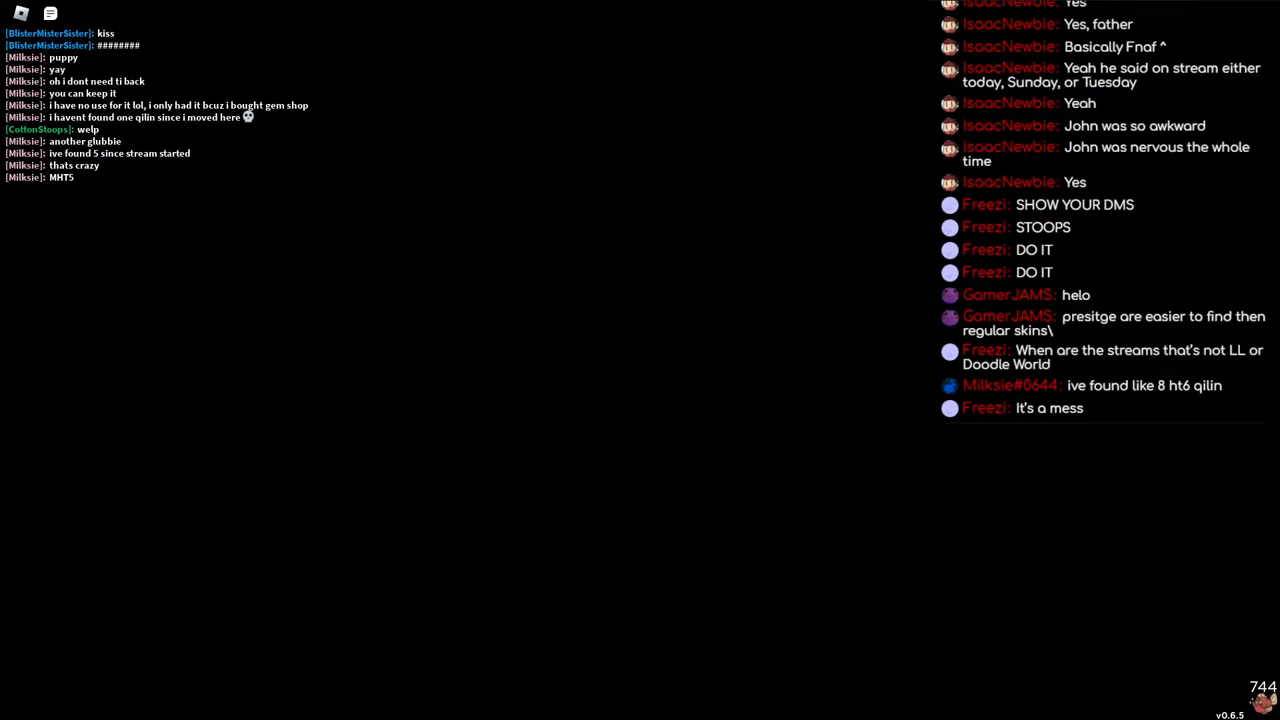 [BlisterMisterSister]: kiss
[BlisterMisterSister]: ########
[Milksie]: puppy
[Milksie]: yay
[Milksie]: oh i dont need ti back
[Milksie]: you can keep it
[Milksie]: i have no use for it lol, i only had it bcuz i bought gem shop
[Milksie]: i havent found one qilin since i moved here💀
[CottonStoops]: welp
[Milksie]: another glubbie
[Milksie]: ive found 5 since stream started
[Milksie]: thats crazy
[Milksie]: MHT5
IsaacNewbie: Yes
IsaacNewbie: Yes, father
IsaacNewbie: Basically Fnaf ^
IsaacNewbie: Yeah he said on stream either
today, Sunday, or Tuesday
IsaacNewbie: Yeah
IsaacNewbie: John was so awkward
IsaacNewbie: John was nervous the whole
time
IsaacNewbie: Yes
Freezi: SHOW YOUR DMS
Freezi: STOOPS
Freezi: DO IT
Freezi: DO IT
GamerJAMS: helo
GamerJAMS: presitge are easier to find then
regular skins\
Freezi: When are the streams that's not LL or
Doodle World
Milksie#0644: ive found like 8 ht6 qilin
Freezi: It's a mess
744
v0.6.5